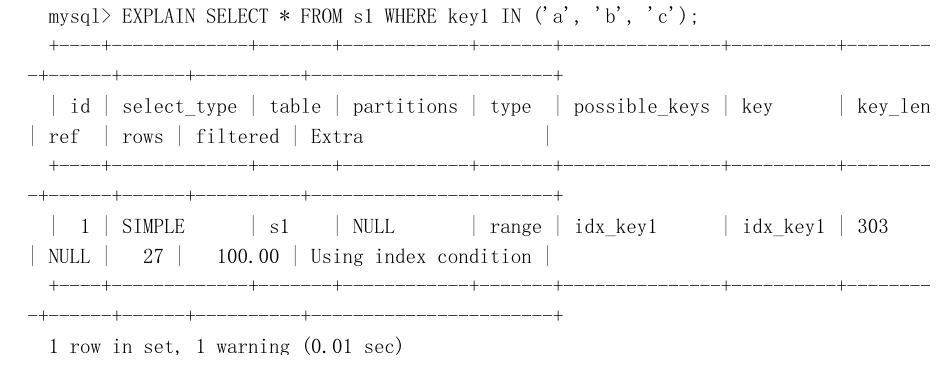 mysql> EXPLAIN SELECT * FROM s1 WHERE key1 IN ('a', 'b', 'c');
+----+-------------+-------+------------+-------+---------------+----------+--------
-+------+------+----------+-----------------------+
| id | select_type | table | partitions | type  | possible_keys | key      | key_len
| ref  | rows | filtered | Extra                 |
+----+-------------+-------+------------+-------+---------------+----------+--------
-+------+------+----------+-----------------------+
|  1 | SIMPLE      | s1    | NULL       | range | idx_key1      | idx_key1 | 303
| NULL |   27 |   100.00 | Using index condition |
+----+-------------+-------+------------+-------+---------------+----------+--------
-+------+------+----------+-----------------------+
1 row in set, 1 warning (0.01 sec)